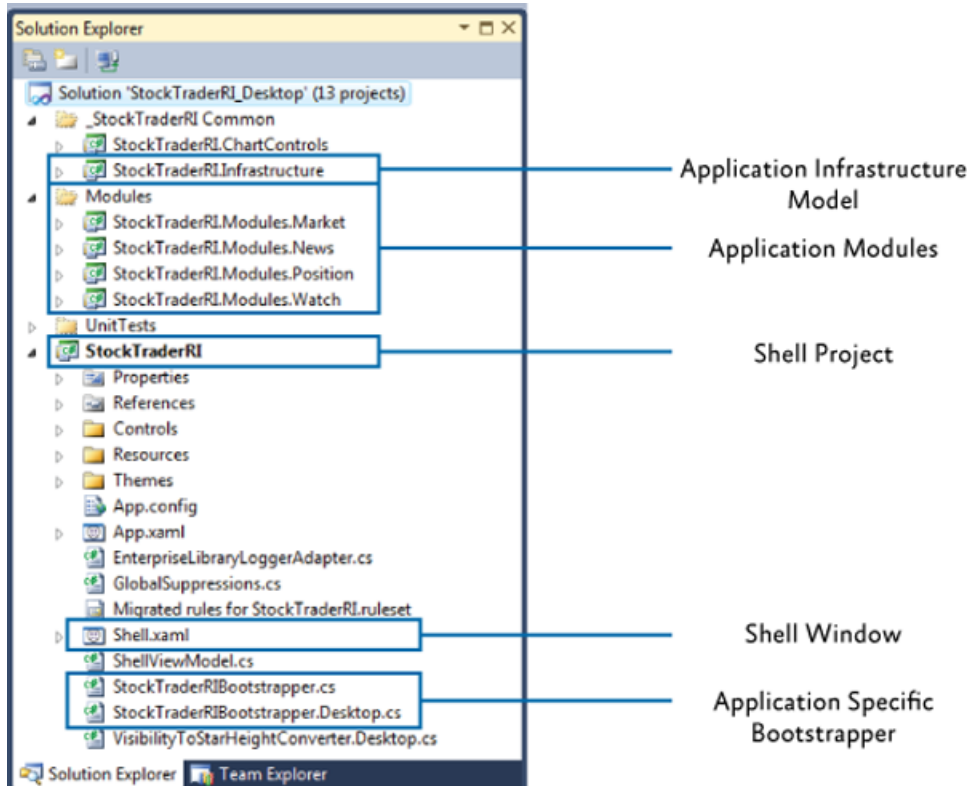 Solution Explorer
Solution 'StockTraderRI_Desktop' (13 projects)
_StockTraderRI Common
StockTraderRI.ChartControls
StockTraderRI.Infrastructure
Modules
StockTraderRI.Modules.Market
StockTraderRI.Modules.News
StockTraderRI.Modules.Position
StockTraderRI.Modules.Watch
UnitTests
StockTraderRI
Properties
References
Controls
Resources
Themes
App.config
App.xaml
EnterpriseLibraryLoggerAdapter.cs
GlobalSuppressions.cs
Migrated rules for StockTraderRI.ruleset
Shell.xaml
ShellViewModel.cs
StockTraderRIBootstrapper.cs
StockTraderRIBootstrapper.Desktop.cs
VisibilityToStarHeightConverter.Desktop.cs
Solution Explorer
Team Explorer
Application Infrastructure
Model
Application Modules
Shell Project
Shell Window
Application Specific
Bootstrapper